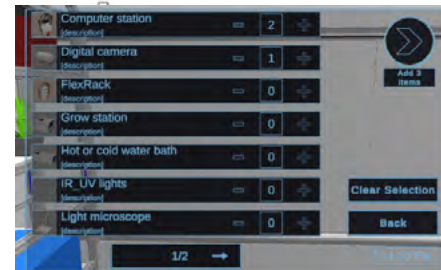 Computer station
[description]
2
Digital camera
[description]
1
Add 3
items
FlexRack
[description]
0
Grow station
[description]
0
Hot or cold water bath
[description]
0
IR_UV lights
[description]
0
Clear Selection
Light microscope
[description]
0
Back
1/2